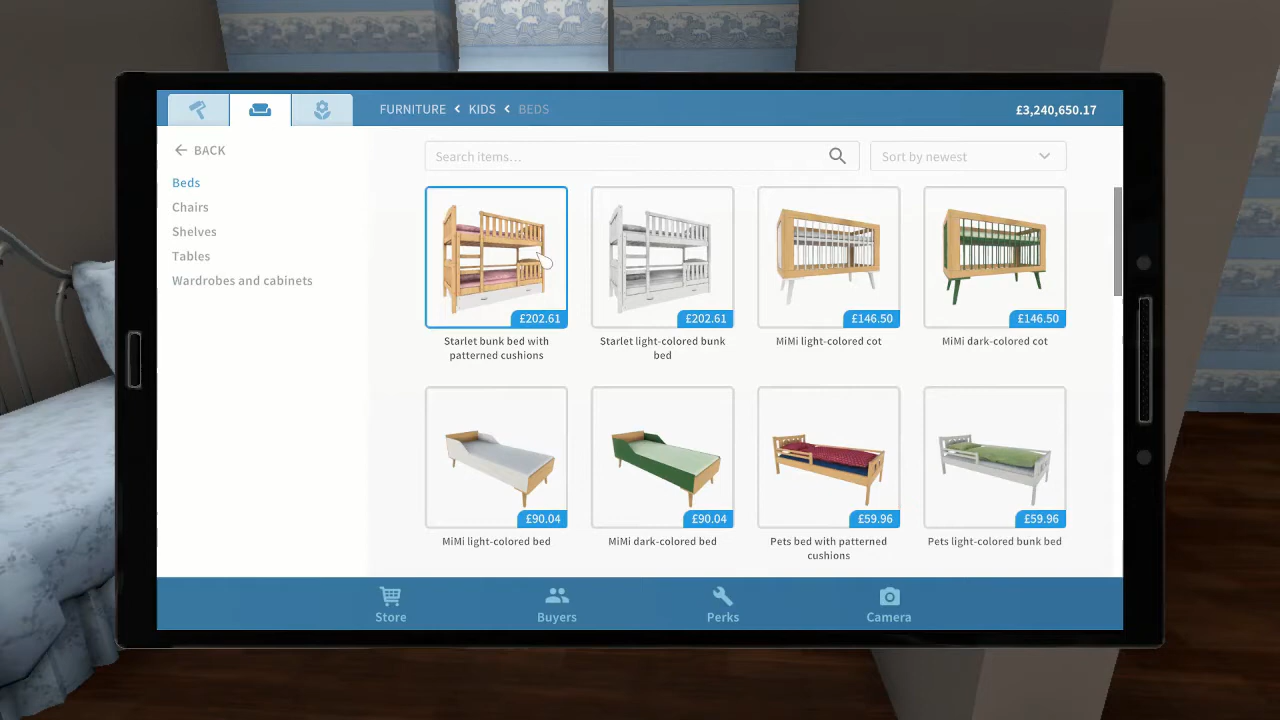 FURNITURE < KIDS < BEDS
£3,240,650.17
BACK
Search items...
Sort by newest
Beds
Chairs
Shelves
Tables
Wardrobes and cabinets
£202.61
£202.61
£146.50
£146.50
Starlet bunk bed with
patterned cushions
Starlet light-colored bunk
bed
MiMi light-colored cot
MiMi dark-colored cot
£90.04
£90.04
£59.96
£59.96
MiMi light-colored bed
MiMi dark-colored bed
Pets bed with patterned
cushions
Pets light-colored bunk bed
Store
Buyers
Perks
Camera